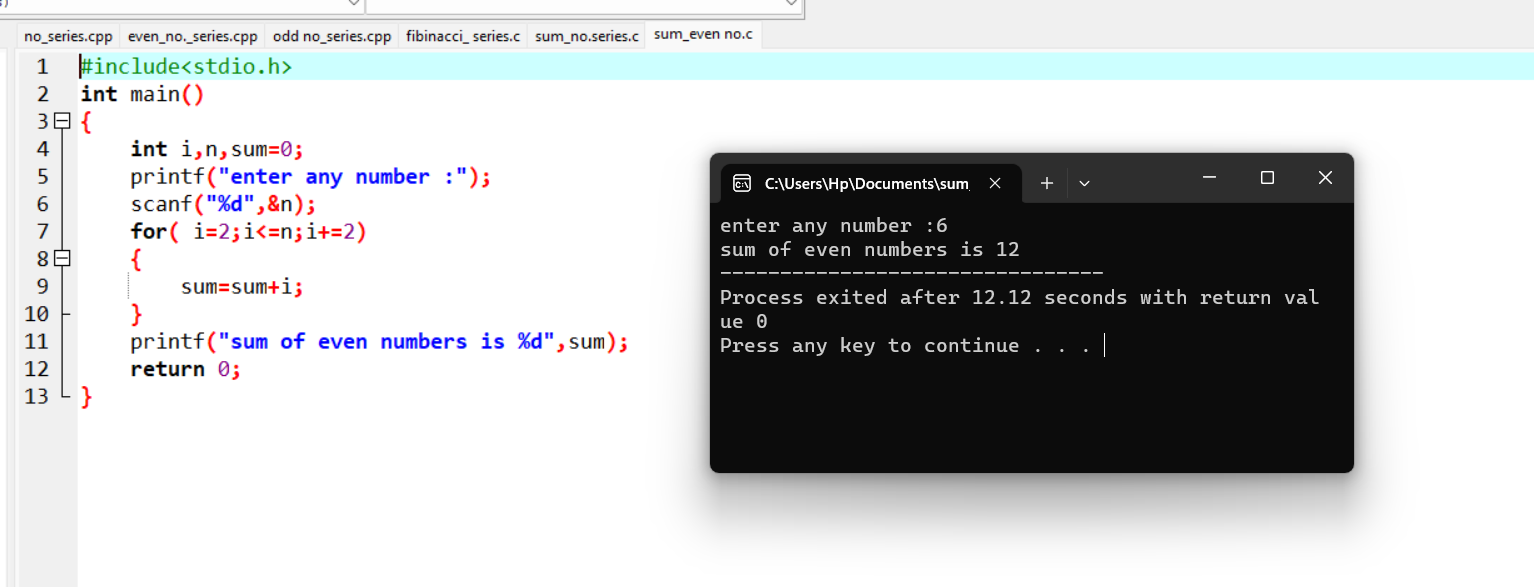 no_series.cpp even_no._series.cpp odd no_series.cpp fibinacci_ series.c sum_no.series.c sum_even no.c
1 #include<stdio.h>
2 int main()
3 {
4 int i,n,sum=0;
5 printf("enter any number :");
6 scanf("%d",&n);
7 for( i=2;i<=n;i+=2)
8 {
9 sum=sum+i;
10 }
11 printf("sum of even numbers is %d",sum);
12 return 0;
13 }
C:\Users\Hp\Documents\sum_
enter any number :6
sum of even numbers is 12
--------------------------------
Process exited after 12.12 seconds with return val
ue 0
Press any key to continue . . .